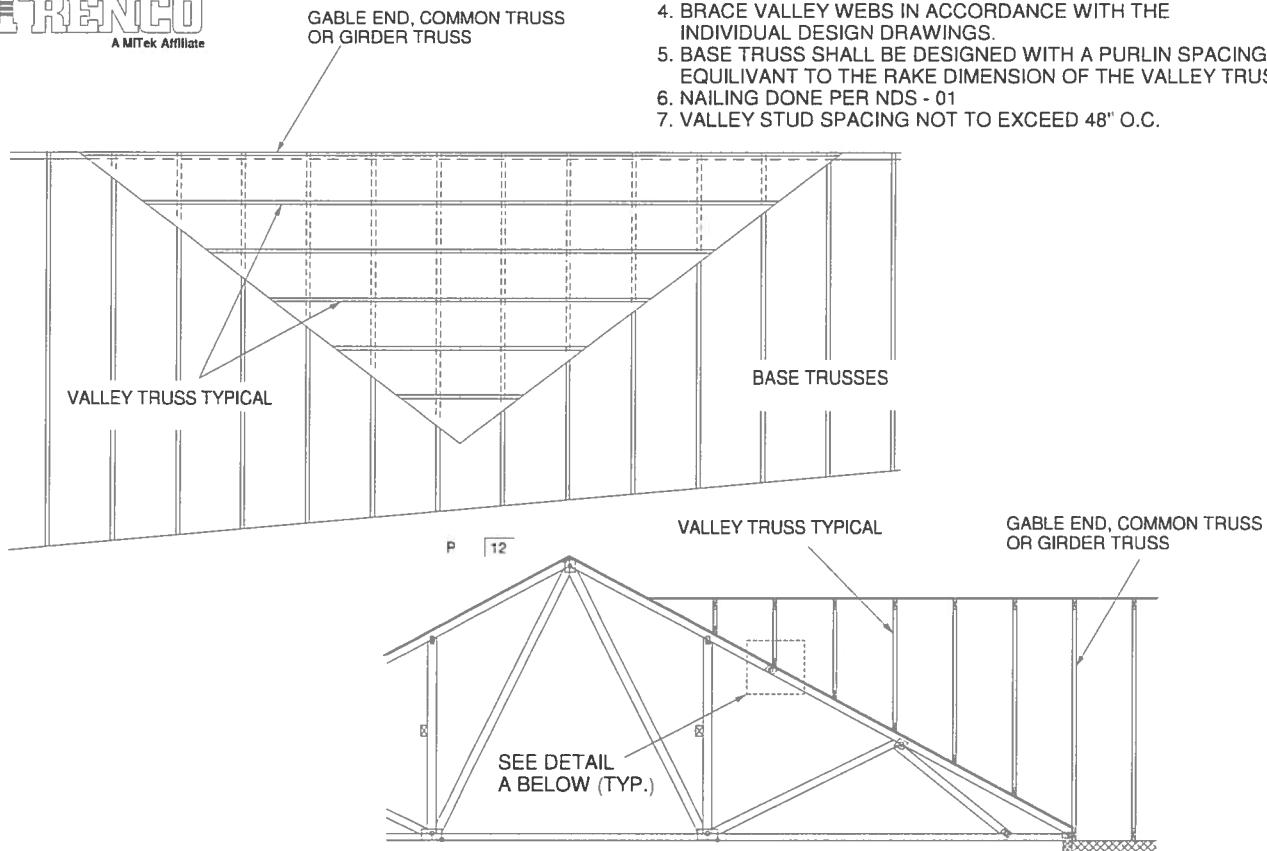 TRENCO
A MiTek Affiliate
GABLE END, COMMON TRUSS
OR GIRDER TRUSS
4. BRACE VALLEY WEBS IN ACCORDANCE WITH THE
INDIVIDUAL DESIGN DRAWINGS.
5. BASE TRUSS SHALL BE DESIGNED WITH A PURLIN SPACING
EQUILIVANT TO THE RAKE DIMENSION OF THE VALLEY
6. NAILING DONE PER NDS - 01
7. VALLEY STUD SPACING NOT TO EXCEED 48" O.C.
VALLEY TRUSS TYPICAL
BASE TRUSSES
P 12
VALLEY TRUSS TYPICAL
GABLE END, COMMON TRUSS
OR GIRDER TRUSS
SEE DETAIL
A BELOW (TYP.)